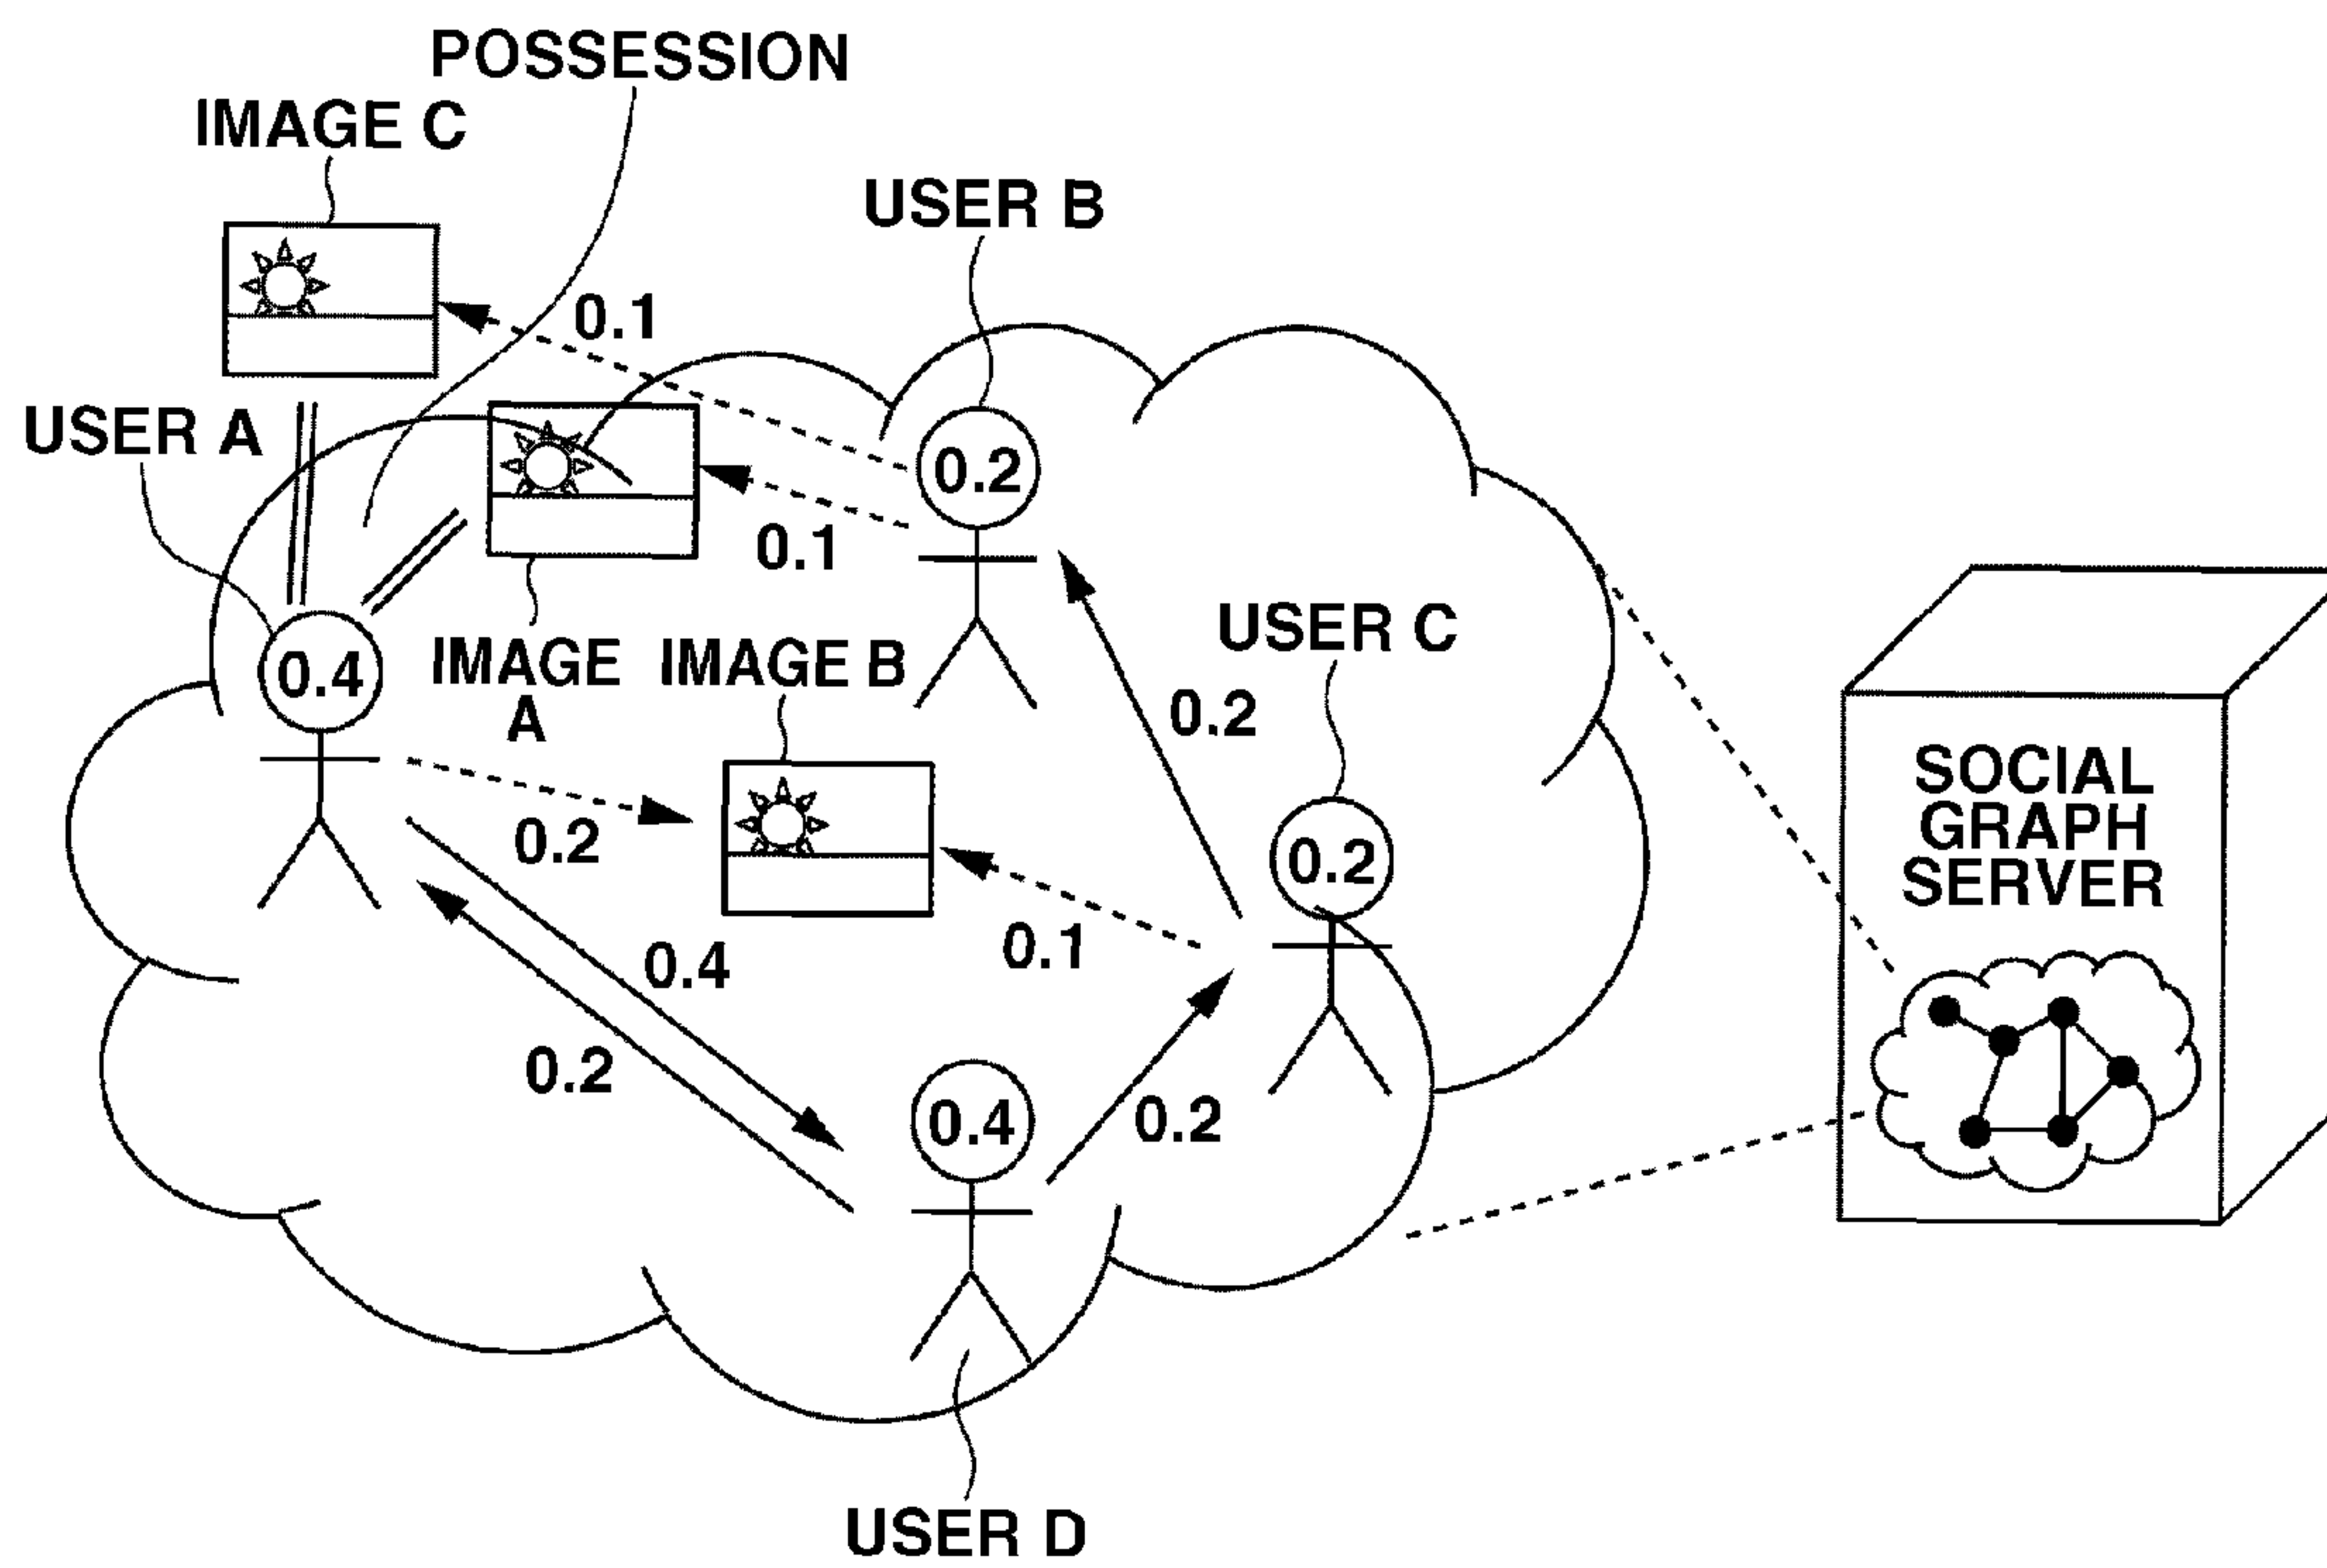 POSSESSION
IMAGE C
USER B
0.1
USER A
0.2
0.1
USER C
0.4
IMAGE
A
IMAGE B
0.2
SOCIAL
GRAPH
SERVER
0.2
0.2
0.1
0.4
0.2
0.4
0.2
USER D